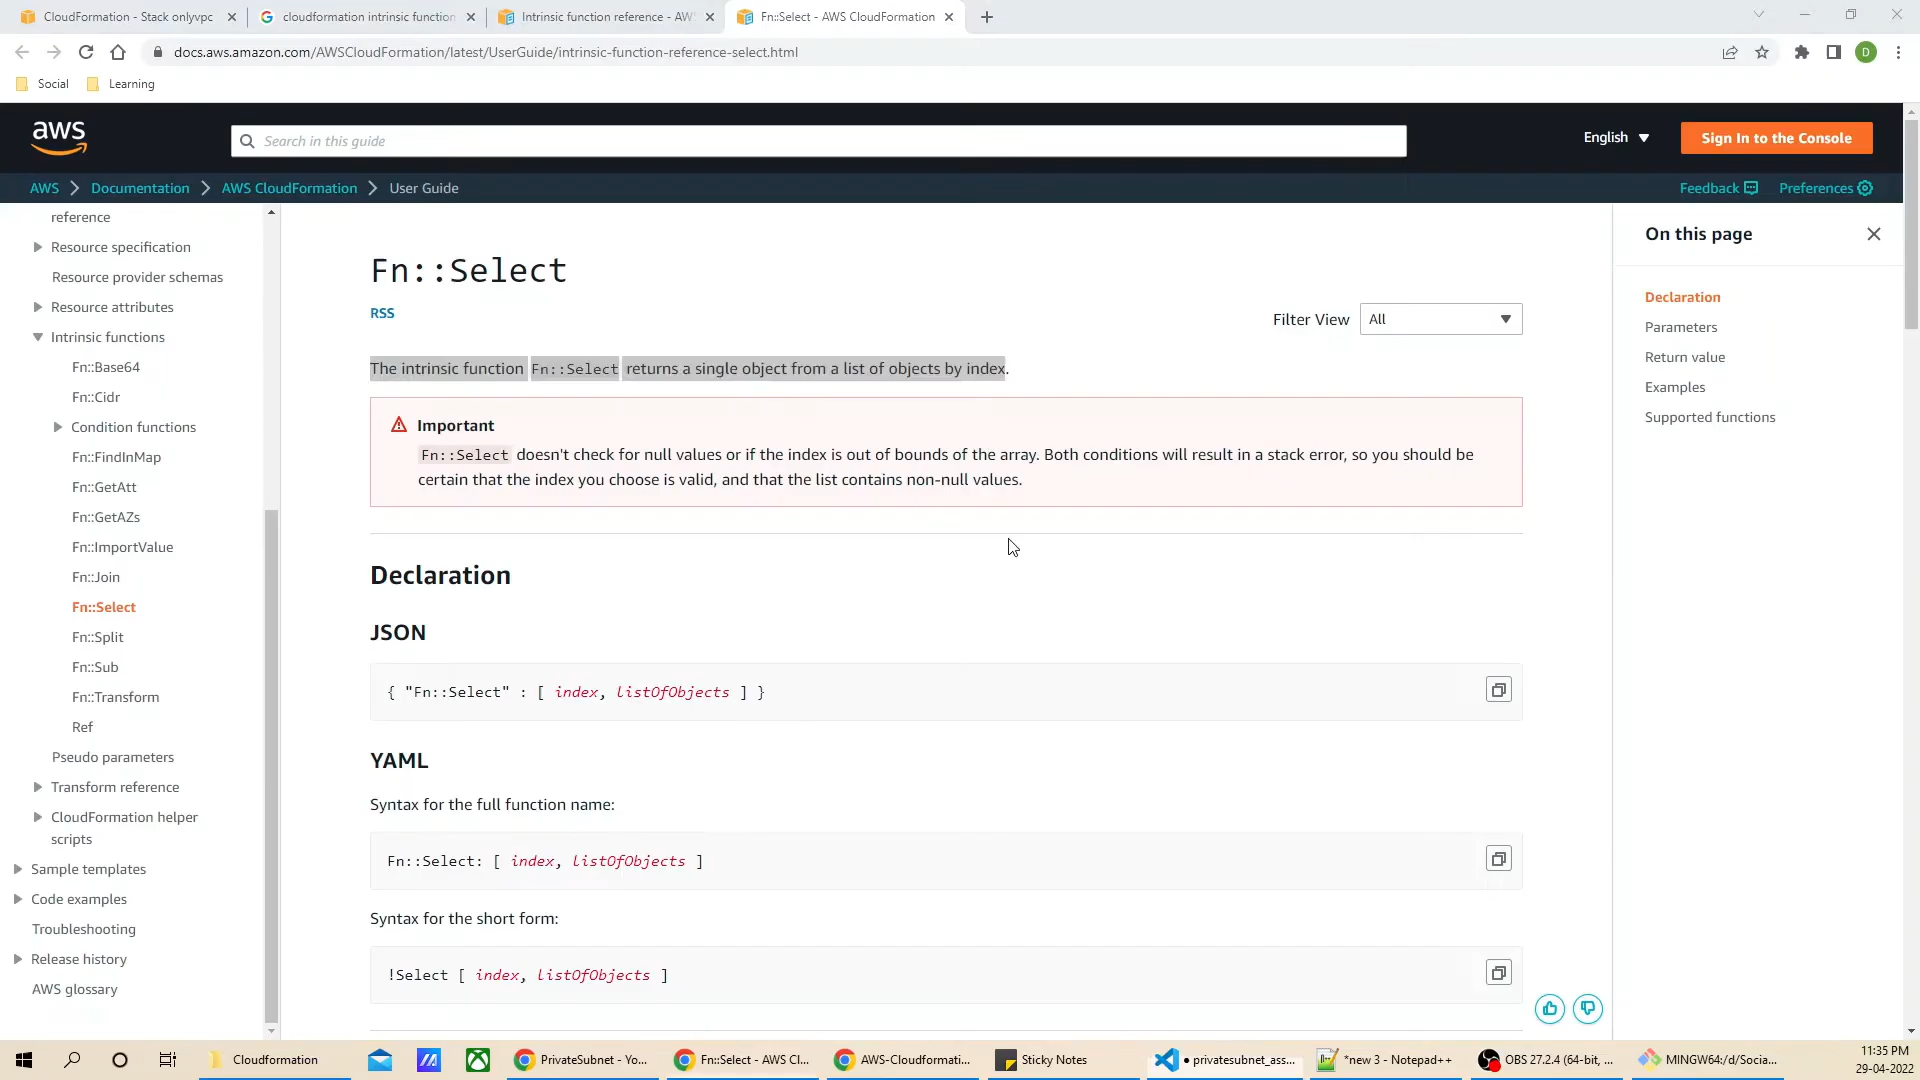 CloudFormation - Stack onlyvpc
cloudformation intrinsic function
Intrinsic function reference - AW
Fn::Select - AWS CloudFormation
docs.aws.amazon.com/AWSCloudFormation/latest/UserGuide/intrinsic-function-reference-select.html
D
Social
Learning
aws
Search in this guide
English
Sign In to the Console
AWS
Documentation
AWS CloudFormation
User Guide
Feedback
Preferences
reference
Resource specification
Resource provider schemas
Resource attributes
Intrinsic functions
Fn::Base64
Fn::Cidr
Condition functions
Fn::FindInMap
Fn::GetAtt
Fn::GetAZs
Fn::ImportValue
Fn::Join
Fn::Select
Fn::Split
Fn::Sub
Fn::Transform
Ref
Pseudo parameters
Transform reference
CloudFormation helper
scripts
Sample templates
Code examples
Troubleshooting
Release history
AWS glossary
Fn::Select
RSS
Filter View
All
The intrinsic function Fn::Select returns a single object from a list of objects by index.
Important
Fn::Select doesn't check for null values or if the index is out of bounds of the array. Both conditions will result in a stack error, so you should be
certain that the index you choose is valid, and that the list contains non-null values.
Declaration
JSON
{ "Fn::Select" : [ index, listOfObjects ] }
YAML
Syntax for the full function name:
Fn::Select: [ index, listOfObjects ]
Syntax for the short form:
!Select [ index, listOfObjects ]
On this page
Declaration
Parameters
Return value
Examples
Supported functions
Cloudformation
PrivateSubnet - Yo...
Fn::Select - AWS Cl...
AWS-Cloudformati...
Sticky Notes
● privatesubnet_ass...
*new 3 - Notepad++
OBS 27.2.4 (64-bit, ...
MINGW64:/d/Socia...
11:35 PM
29-04-2022